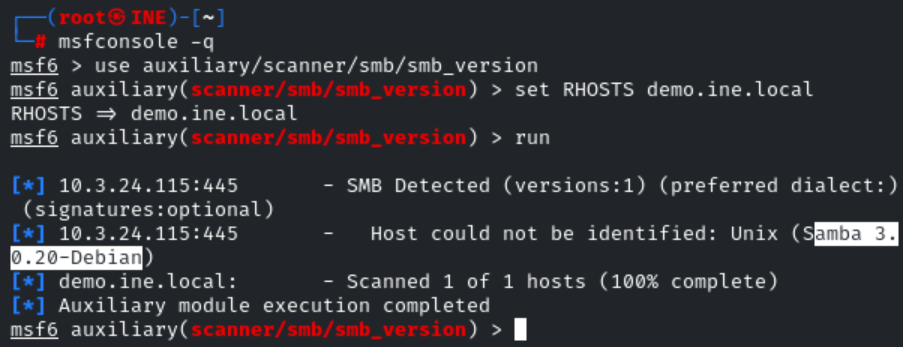 ┌──(root㉿INE)-[~]
└─# msfconsole -q
msf6 > use auxiliary/scanner/smb/smb_version
msf6 auxiliary(scanner/smb/smb_version) > set RHOSTS demo.ine.local
RHOSTS => demo.ine.local
msf6 auxiliary(scanner/smb/smb_version) > run

[*] 10.3.24.115:445       - SMB Detected (versions:1) (preferred dialect:)
 (signatures:optional)
[*] 10.3.24.115:445       -   Host could not be identified: Unix (Samba 3.
0.20-Debian)
[*] demo.ine.local:       - Scanned 1 of 1 hosts (100% complete)
[*] Auxiliary module execution completed
msf6 auxiliary(scanner/smb/smb_version) >